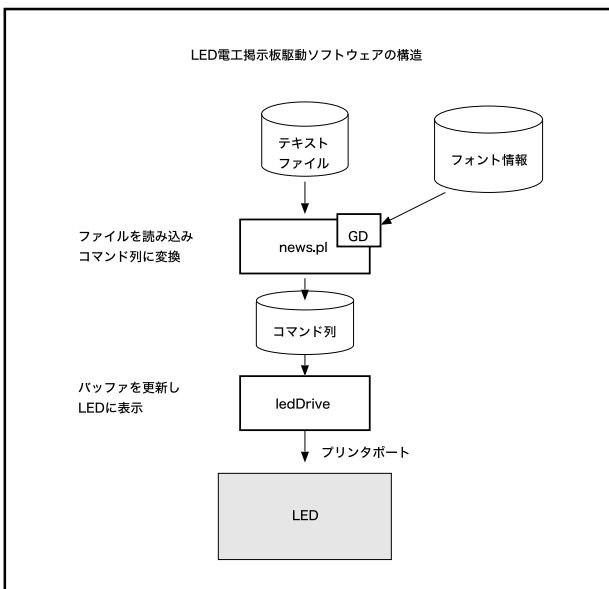 LED電工掲示板駆動ソフトウェアの構造
テキスト
ファイル
フォント情報
ファイルを読み込み
コマンド列に変換
GD
news.pl
コマンド列
バッファを更新し
LEDに表示
ledDrive
プリンタポート
LED